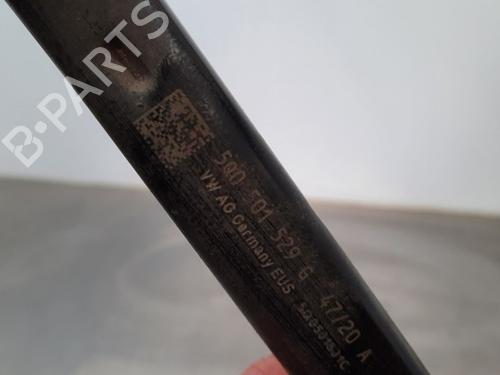 B-PARTS
5Q0 501 529 G 47/20 A
VW AG Germany EU5